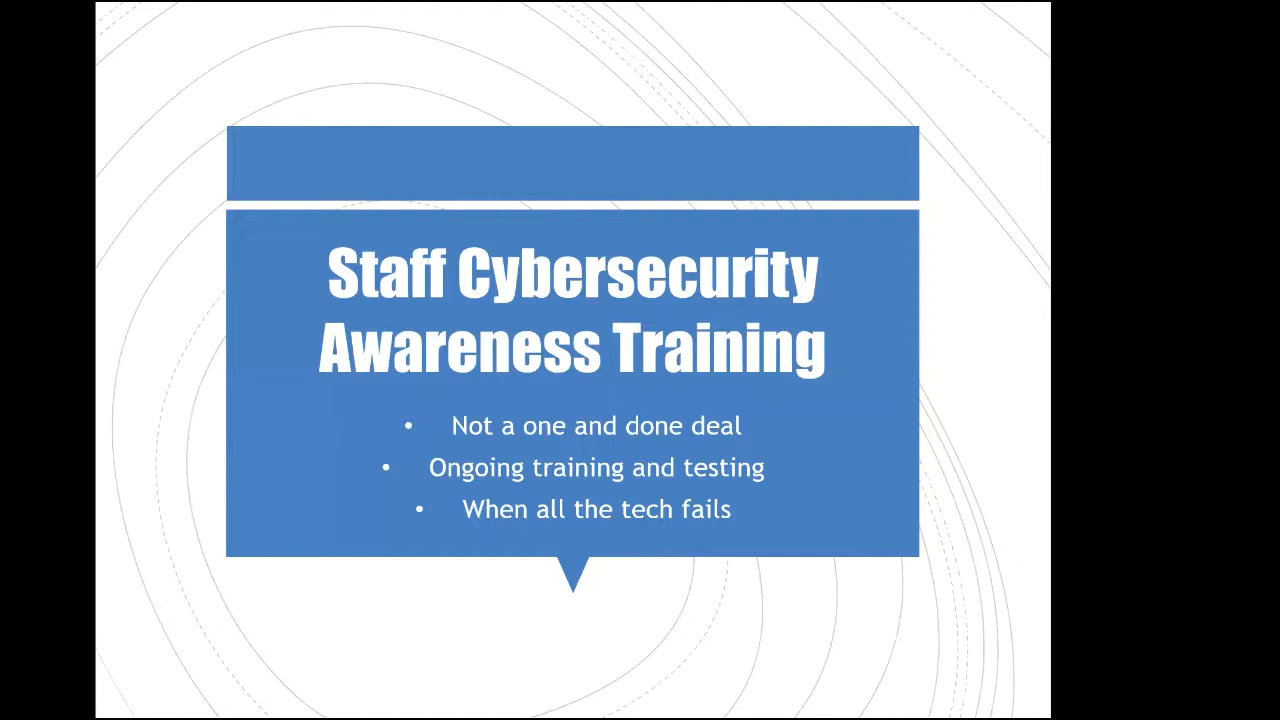 Staff Cybersecurity
Awareness Training
• Not a one and done deal
• Ongoing training and testing
• When all the tech fails